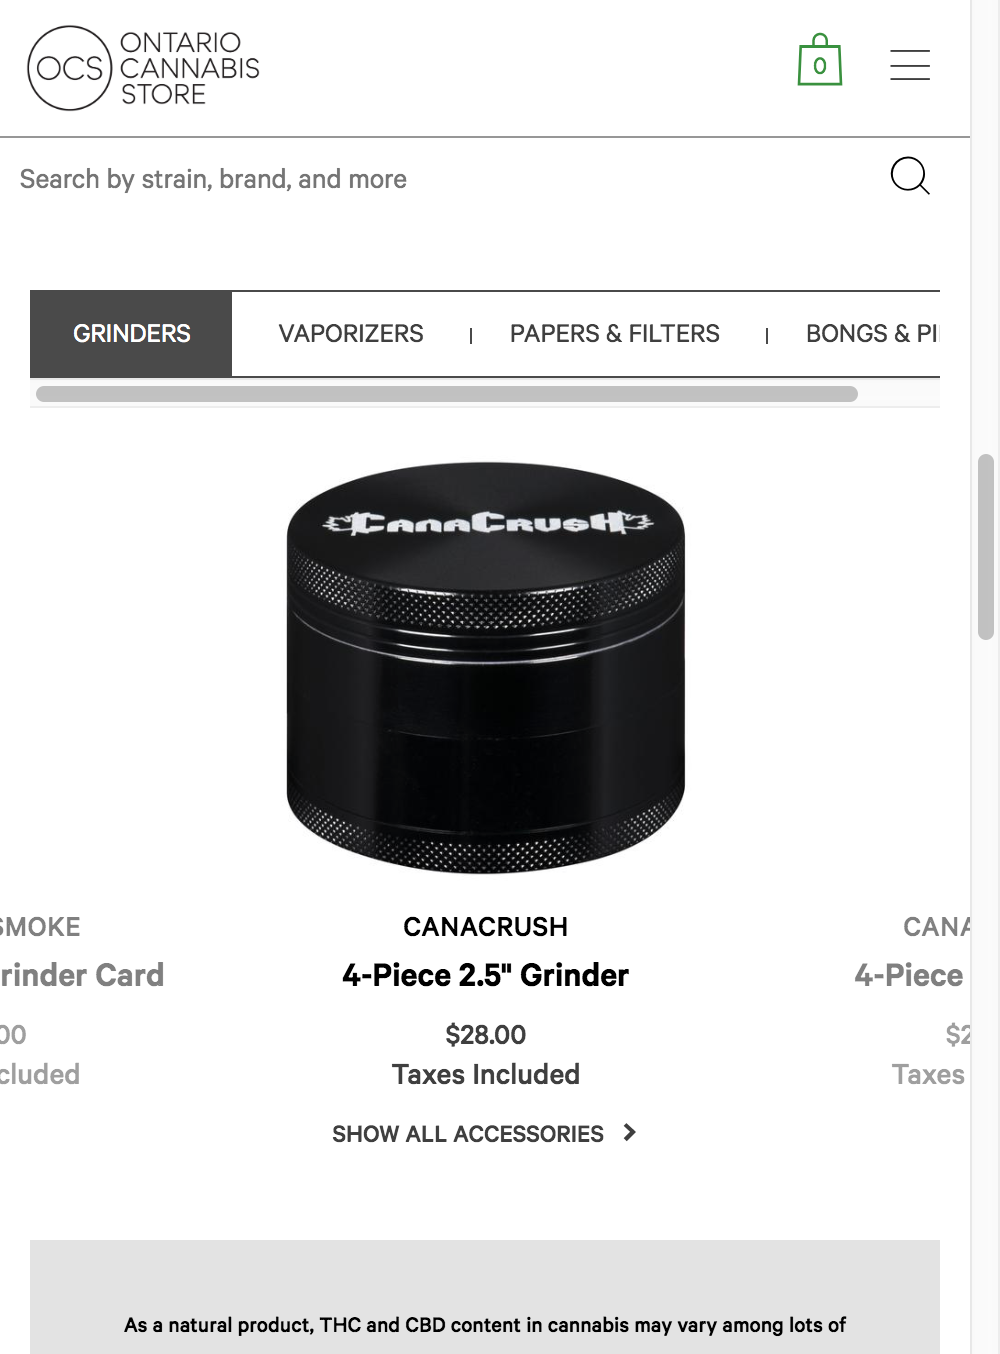 OCS
ONTARIO
CANNABIS
STORE
0
Search by strain, brand, and more
GRINDERS
VAPORIZERS | PAPERS & FILTERS | BONGS & PI
CANACRUSH
SMOKE
CANACRUSH
CANA
rinder Card
4-Piece 2.5" Grinder
4-Piece
00
$28.00
$2
cluded
Taxes Included
Taxes
SHOW ALL ACCESSORIES
As a natural product, THC and CBD content in cannabis may vary among lots of